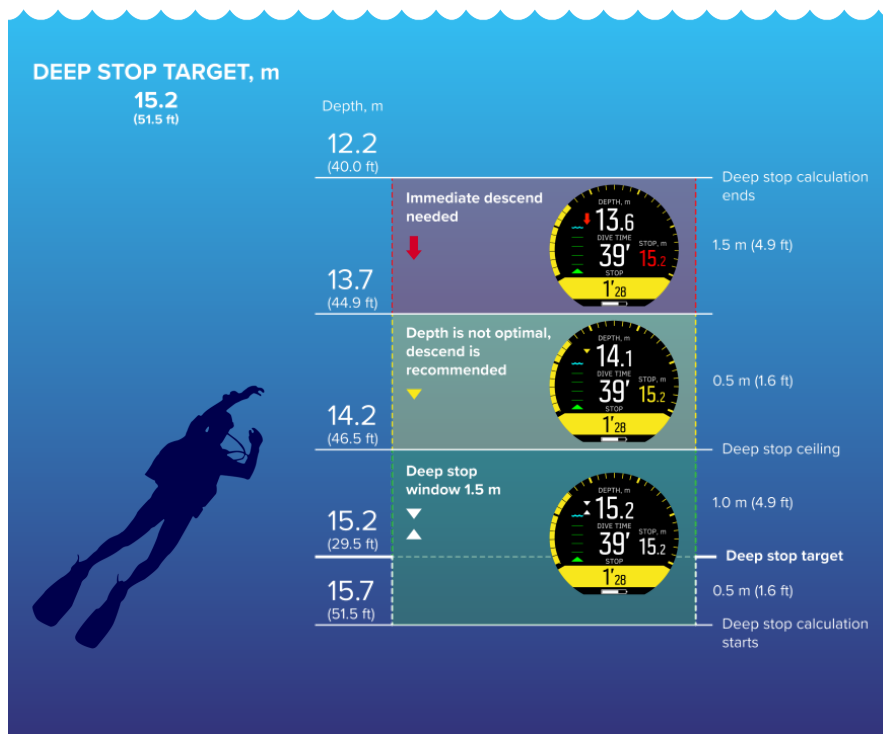 DEEP STOP TARGET, m
15.2
(51.5 ft)
Depth, m
12.2
(40.0 ft)
Deep stop calculation
ends
Immediate descend
needed
DEPTH, m
13.6
DIVE TIME
39'
STOP, m
15.2
STOP
1'28
1.5 m (4.9 ft)
13.7
(44.9 ft)
Depth is not optimal,
descend is
recommended
DEPTH, m
14.1
DIVE TIME
39'
STOP, m
15.2
STOP
1'28
0.5 m (1.6 ft)
14.2
(46.5 ft)
Deep stop ceiling
Deep stop
window 1.5 m
DEPTH, m
15.2
DIVE TIME
39'
STOP, m
15.2
STOP
1'28
1.0 m (4.9 ft)
15.2
(29.5 ft)
Deep stop target
15.7
(51.5 ft)
0.5 m (1.6 ft)
Deep stop calculation
starts